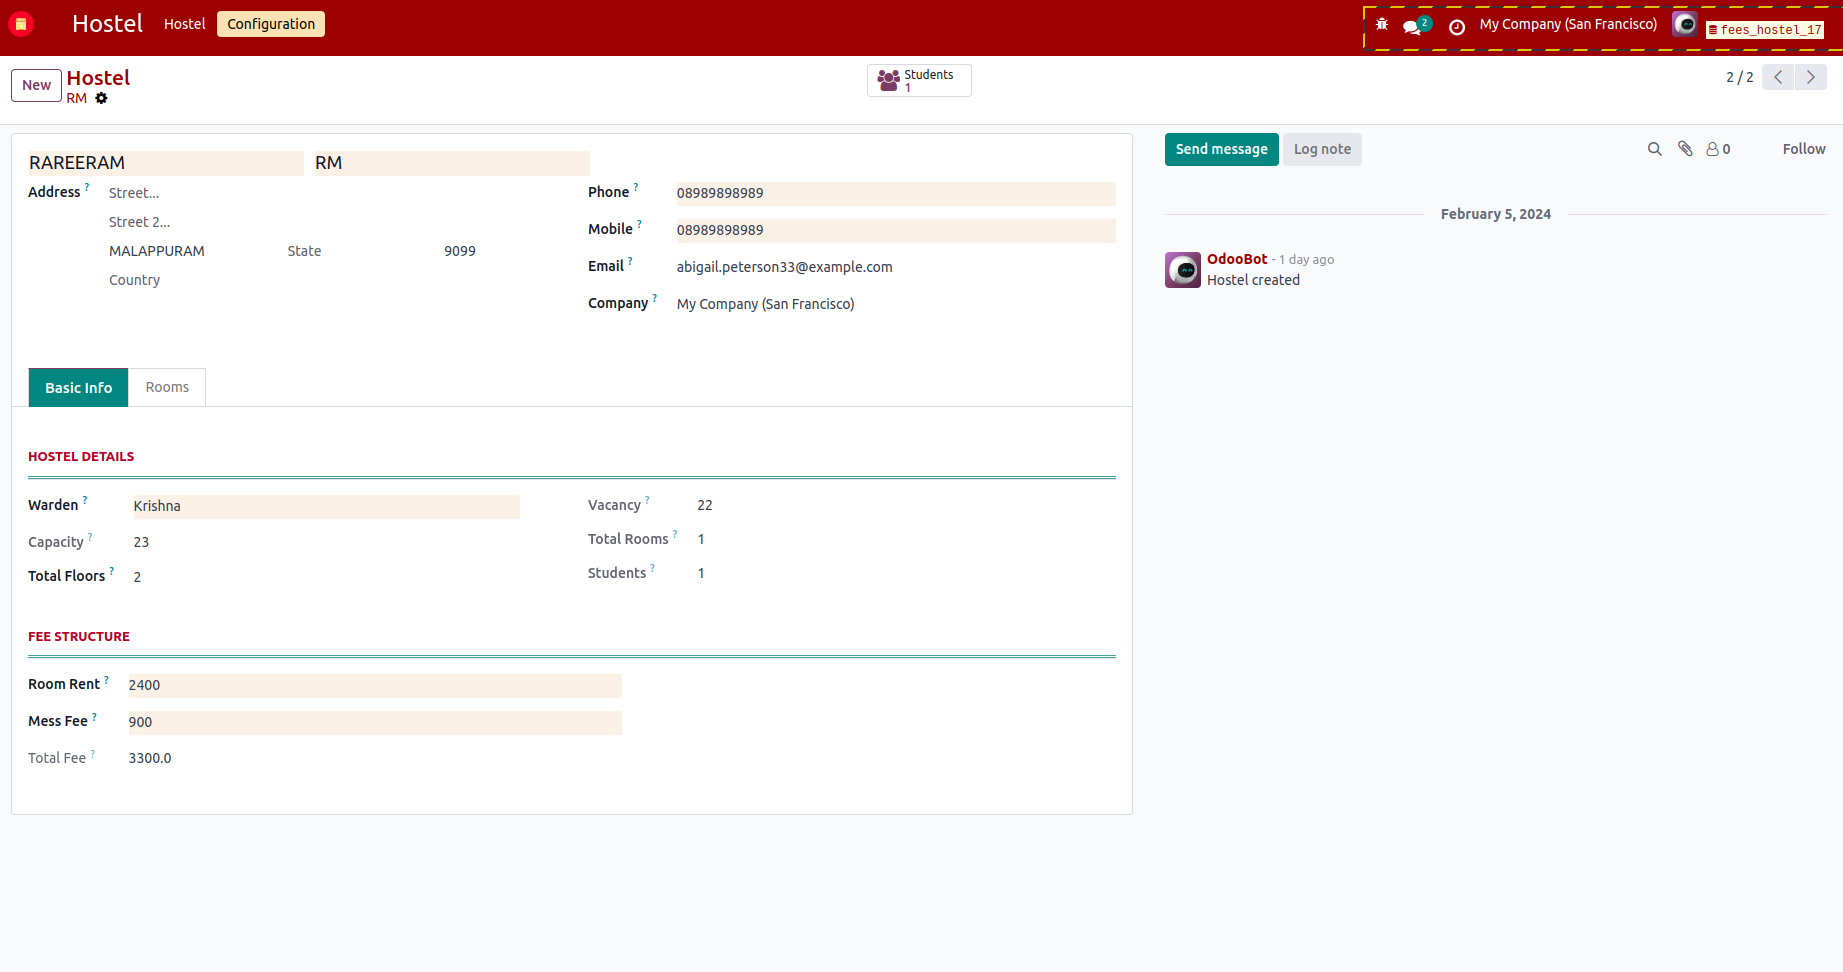 Hostel Hostel Configuration 2 My Company (San Francisco) fees_hostel_17
New Hostel
RM
Students
1
2 / 2
RAREERAM RM
Address ? Street...
Street 2...
MALAPPURAM State 9099
Country
Phone ? 08989898989
Mobile ? 08989898989
Email ? abigail.peterson33@example.com
Company ? My Company (San Francisco)
Basic Info Rooms
HOSTEL DETAILS
Warden ? Krishna
Capacity ? 23
Total Floors ? 2
Vacancy ? 22
Total Rooms ? 1
Students ? 1
FEE STRUCTURE
Room Rent ? 2400
Mess Fee ? 900
Total Fee ? 3300.0
Send message Log note 0 Follow
February 5, 2024
OdooBot - 1 day ago
Hostel created